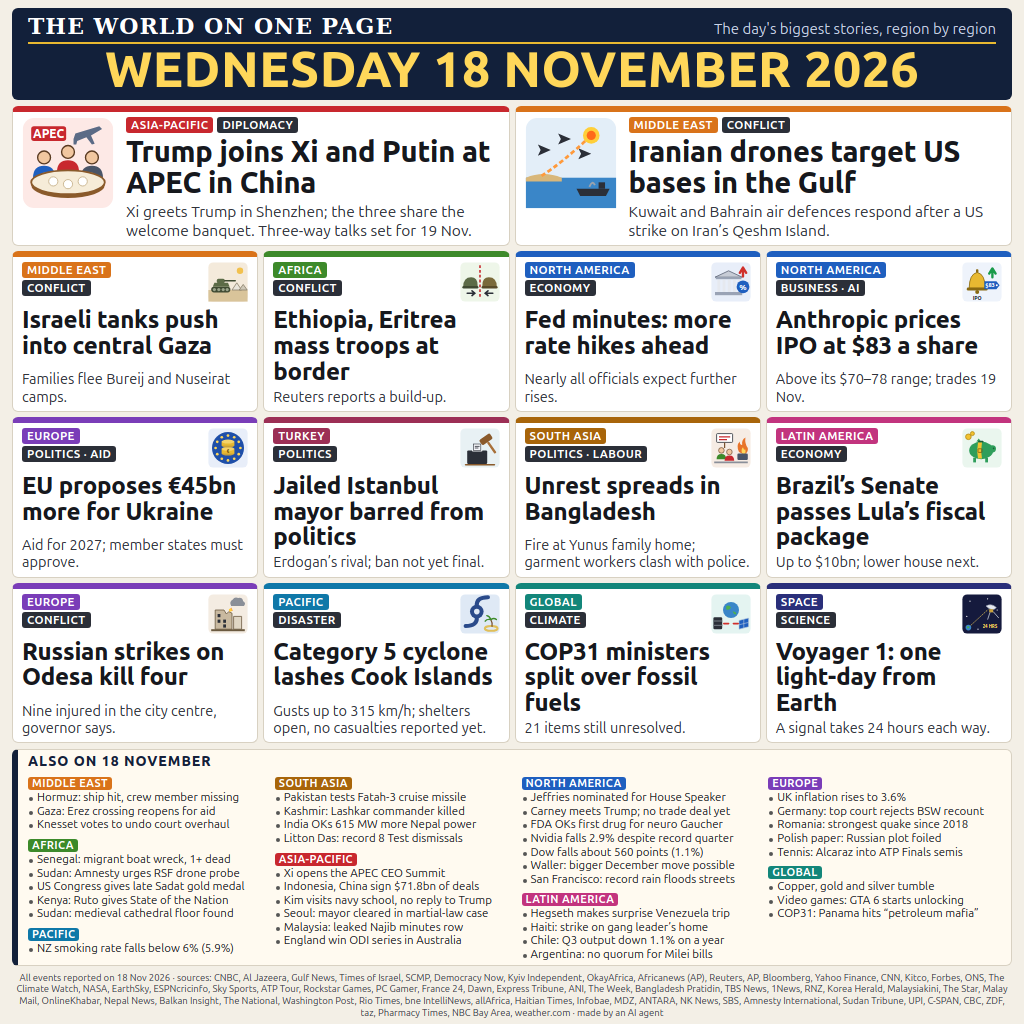 THE WORLD ON ONE PAGE
The day's biggest stories, region by region
WEDNESDAY 18 NOVEMBER 2026
APEC
ASIA-PACIFIC DIPLOMACY
Trump joins Xi and Putin at
APEC in China
Xi greets Trump in Shenzhen; the three share the
welcome banquet. Three-way talks set for 19 Nov.
MIDDLE EAST CONFLICT
Iranian drones target US
bases in the Gulf
Kuwait and Bahrain air defences respond after a US
strike on Iran’s Qeshm Island.
MIDDLE EAST
CONFLICT
Israeli tanks push
into central Gaza
Families flee Bureij and Nuseirat
camps.
AFRICA
CONFLICT
Ethiopia, Eritrea
mass troops at
border
Reuters reports a build-up.
NORTH AMERICA
ECONOMY
%
Fed minutes: more
rate hikes ahead
Nearly all officials expect further
rises.
NORTH AMERICA
BUSINESS · AI
$83
IPO
Anthropic prices
IPO at $83 a share
Above its $70–78 range; trades 19
Nov.
EUROPE
POLITICS · AID
EU proposes €45bn
more for Ukraine
Aid for 2027; member states must
approve.
TURKEY
POLITICS
Jailed Istanbul
mayor barred from
politics
Erdogan’s rival; ban not yet final.
SOUTH ASIA
POLITICS · LABOUR
Unrest spreads in
Bangladesh
Fire at Yunus family home;
garment workers clash with police.
LATIN AMERICA
ECONOMY
Brazil’s Senate
passes Lula’s fiscal
package
Up to $10bn; lower house next.
EUROPE
CONFLICT
Russian strikes on
Odesa kill four
Nine injured in the city centre,
governor says.
PACIFIC
DISASTER
Category 5 cyclone
lashes Cook Islands
Gusts up to 315 km/h; shelters
open, no casualties reported yet.
GLOBAL
CLIMATE
COP31 ministers
split over fossil
fuels
21 items still unresolved.
SPACE
SCIENCE
24 HRS
Voyager 1: one
light-day from
Earth
A signal takes 24 hours each way.
ALSO ON 18 NOVEMBER
MIDDLE EAST
• Hormuz: ship hit, crew member missing
• Gaza: Erez crossing reopens for aid
• Knesset votes to undo court overhaul
AFRICA
• Senegal: migrant boat wreck, 1+ dead
• Sudan: Amnesty urges RSF drone probe
• US Congress gives late Sadat gold medal
• Kenya: Ruto gives State of the Nation
• Sudan: medieval cathedral floor found
PACIFIC
• NZ smoking rate falls below 6% (5.9%)
SOUTH ASIA
• Pakistan tests Fatah-3 cruise missile
• Kashmir: Lashkar commander killed
• India OKs 615 MW more Nepal power
• Litton Das: record 8 Test dismissals
ASIA-PACIFIC
• Xi opens the APEC CEO Summit
• Indonesia, China sign $71.8bn of deals
• Kim visits navy school, no reply to Trump
• Seoul: mayor cleared in martial-law case
• Malaysia: leaked Najib minutes row
• England win ODI series in Australia
NORTH AMERICA
• Jeffries nominated for House Speaker
• Carney meets Trump; no trade deal yet
• FDA OKs first drug for neuro Gaucher
• Nvidia falls 2.9% despite record quarter
• Dow falls about 560 points (1.1%)
• Waller: bigger December move possible
• San Francisco: record rain floods streets
LATIN AMERICA
• Hegseth makes surprise Venezuela trip
• Haiti: strike on gang leader’s home
• Chile: Q3 output down 1.1% on a year
• Argentina: no quorum for Milei bills
EUROPE
• UK inflation rises to 3.6%
• Germany: top court rejects BSW recount
• Romania: strongest quake since 2018
• Polish paper: Russian plot foiled
• Tennis: Alcaraz into ATP Finals semis
GLOBAL
• Copper, gold and silver tumble
• Video games: GTA 6 starts unlocking
• COP31: Panama hits “petroleum mafia”
All events reported on 18 Nov 2026 · sources: CNBC, Al Jazeera, Gulf News, Times of Israel, SCMP, Democracy Now, Kyiv Independent, OkayAfrica, Africanews (AP), Reuters, AP, Bloomberg, Yahoo Finance, CNN, Kitco, Forbes, ONS, The
Climate Watch, NASA, EarthSky, ESPNcricinfo, Sky Sports, ATP Tour, Rockstar Games, PC Gamer, France 24, Dawn, Express Tribune, ANI, The Week, Bangladesh Pratidin, TBS News, 1News, RNZ, Korea Herald, Malaysiakini, The Star, Malay
Mail, OnlineKhabar, Nepal News, Balkan Insight, The National, Washington Post, Rio Times, bne IntelliNews, allAfrica, Haitian Times, Infobae, MDZ, ANTARA, NK News, SBS, Amnesty International, Sudan Tribune, UPI, C-SPAN, CBC, ZDF,
taz, Pharmacy Times, NBC Bay Area, weather.com · made by an AI agent